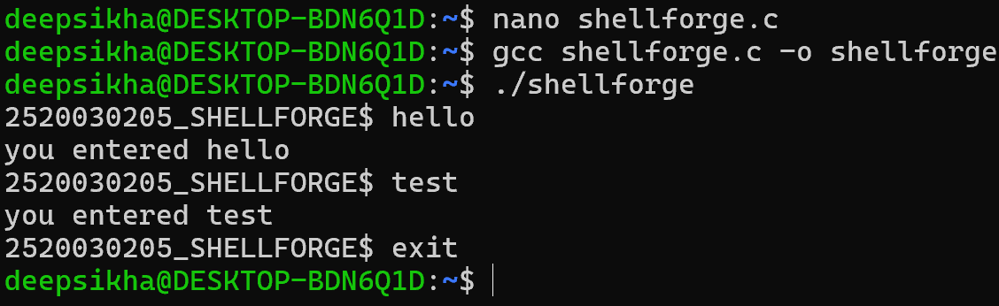 deepsikha@DESKTOP-BDN6Q1D:~$ nano shellforge.c
deepsikha@DESKTOP-BDN6Q1D:~$ gcc shellforge.c -o shellforge
deepsikha@DESKTOP-BDN6Q1D:~$ ./shellforge
2520030205_SHELLFORGE$ hello
you entered hello
2520030205_SHELLFORGE$ test
you entered test
2520030205_SHELLFORGE$ exit
deepsikha@DESKTOP-BDN6Q1D:~$